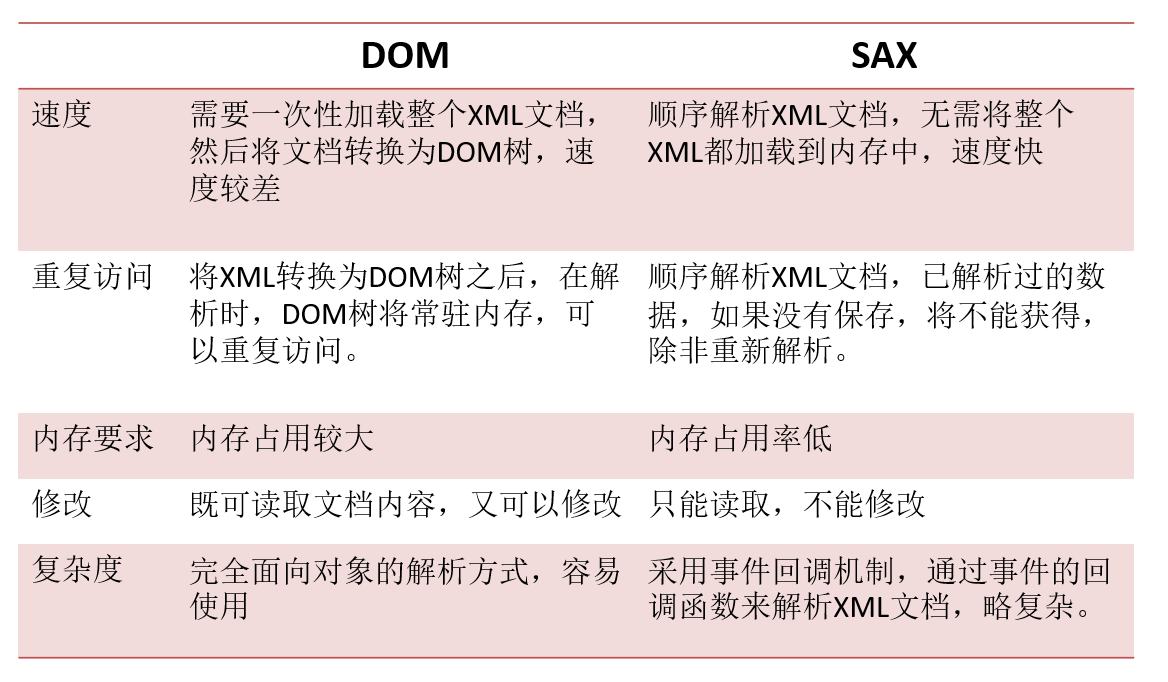 DOM
SAX
速度
需要一次性加载整个XML文档，
然后将文档转换为DOM树，速
度较差
顺序解析XML文档，无需将整个
XML都加载到内存中，速度快
重复访问
将XML转换为DOM树之后，在解
析时，DOM树将常驻内存，可
以重复访问。
顺序解析XML文档，已解析过的数
据，如果没有保存，将不能获得，
除非重新解析。
内存要求
内存占用较大
内存占用率低
修改
既可读取文档内容，又可以修改
只能读取，不能修改
复杂度
完全面向对象的解析方式，容易
使用
采用事件回调机制，通过事件的回
调函数来解析XML文档，略复杂。